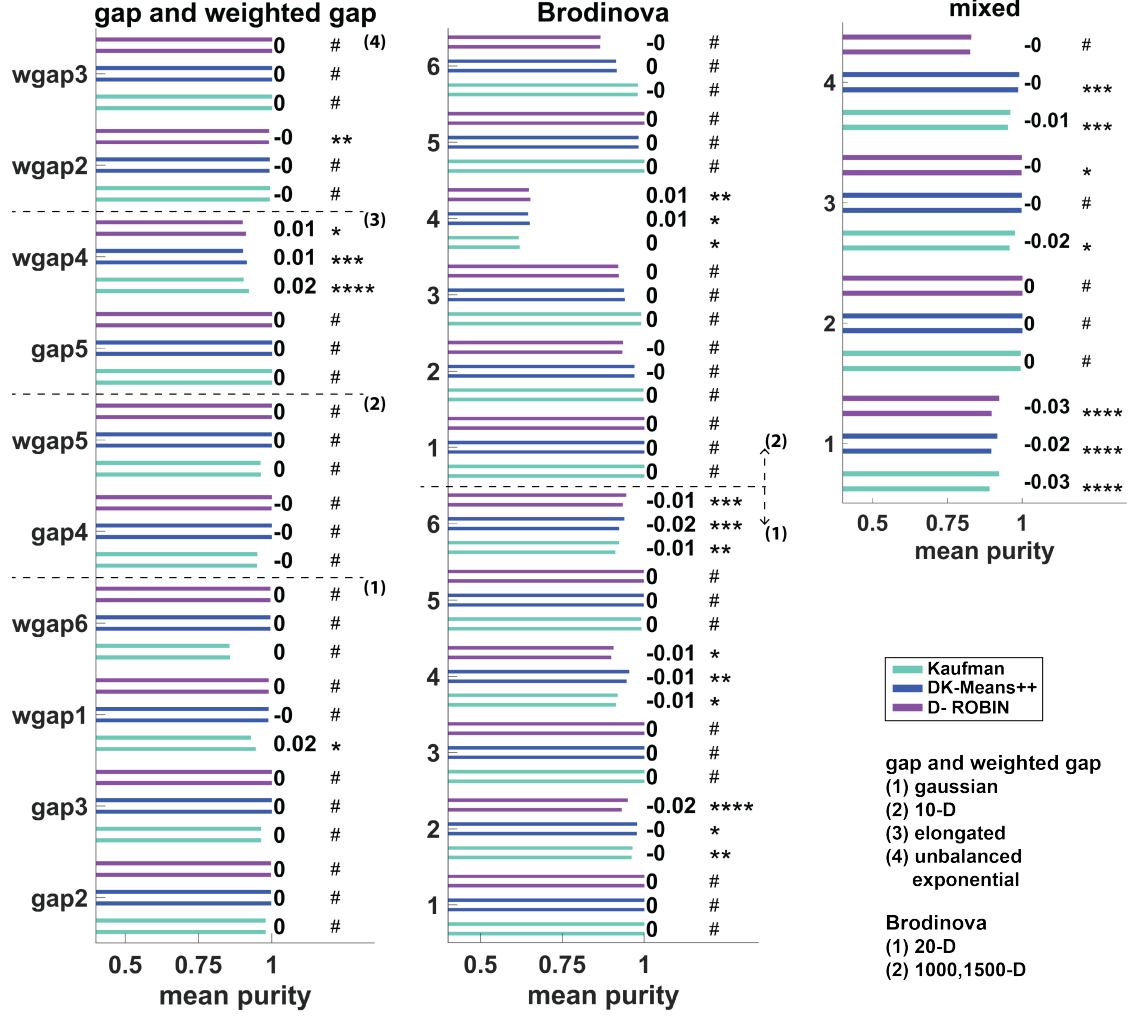 gap and weighted gap
0 # (4)
wgap3 0 #
0 #
-0 **
wgap2 -0 #
-0 #
0.01 * (3)
wgap4 0.01 ***
0.02 ****
0 #
gap5 0 #
0 #
0 # (2)
wgap5 0 #
0 #
-0 #
gap4 -0 #
-0 #
0 # (1)
wgap6 0 #
0 #
0 #
wgap1 -0 #
0.02 *
0 #
gap3 0 #
0 #
0 #
gap2 0 #
0 #
0.5 0.75 1
mean purity
Brodinova
-0 #
6 0 #
-0 #
0 #
5 0 #
0 #
0.01 **
4 0.01 *
0 *
0 #
3 0 #
0 #
-0 #
2 -0 #
0 #
0 #
1 0 # (2)
0 #
-0.01 ***
6 -0.02 *** (1)
-0.01 **
0 #
5 0 #
0 #
-0.01 *
4 -0.01 **
-0.01 *
0 #
3 0 #
0 #
-0.02 ****
2 -0 *
-0 **
0 #
1 0 #
0 #
0.5 0.75 1
mean purity
mixed
-0 #
4 -0 ***
-0.01 ***
-0 *
3 -0 #
-0.02 *
0 #
2 0 #
0 #
-0.03 ****
1 -0.02 ****
-0.03 ****
0.5 0.75 1
mean purity
Kaufman
DK-Means++
D- ROBIN
gap and weighted gap
(1) gaussian
(2) 10-D
(3) elongated
(4) unbalanced
exponential
Brodinova
(1) 20-D
(2) 1000,1500-D